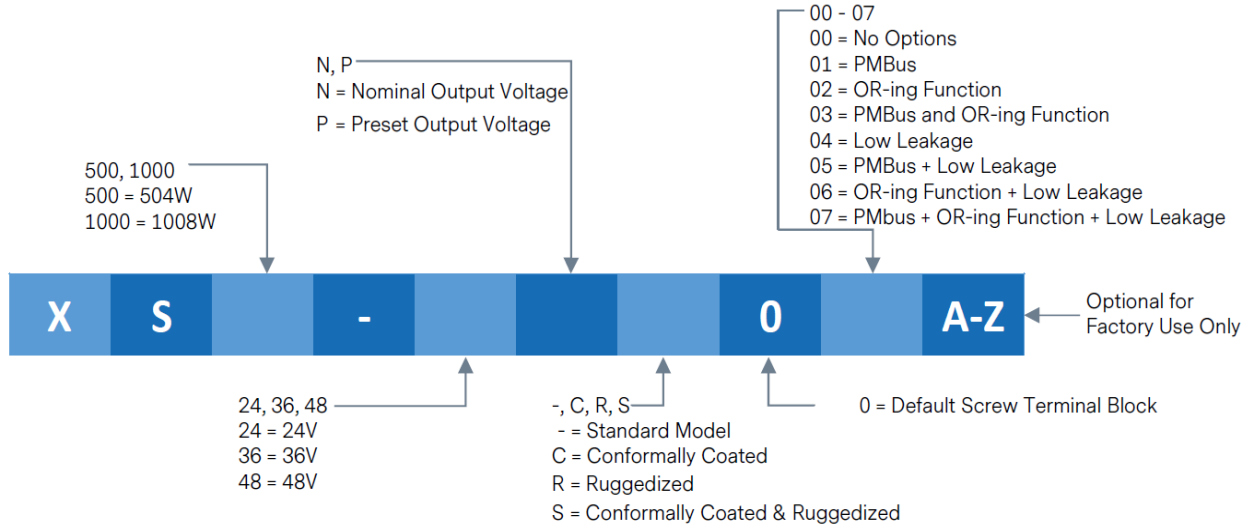 00 - 07
00 = No Options
01 = PMBus
02 = OR-ing Function
03 = PMBus and OR-ing Function
04 = Low Leakage
05 = PMBus + Low Leakage
06 = OR-ing Function + Low Leakage
07 = PMbus + OR-ing Function + Low Leakage
N, P
N = Nominal Output Voltage
P = Preset Output Voltage
500, 1000
500 = 504W
1000 = 1008W
X S - 0 A-Z
Optional for
Factory Use Only
24, 36, 48
24 = 24V
36 = 36V
48 = 48V
-, C, R, S
- = Standard Model
C = Conformally Coated
R = Ruggedized
S = Conformally Coated & Ruggedized
0 = Default Screw Terminal Block